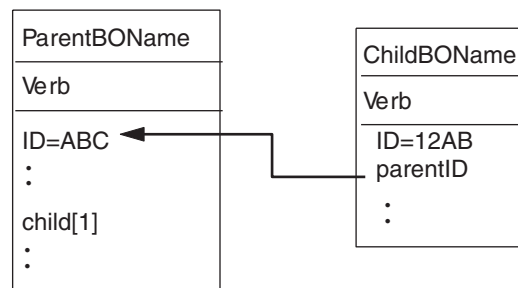 ParentBOName
Verb
ID=ABC
:
child[1]
:
ChildBOName
Verb
ID=12AB
parentID
: